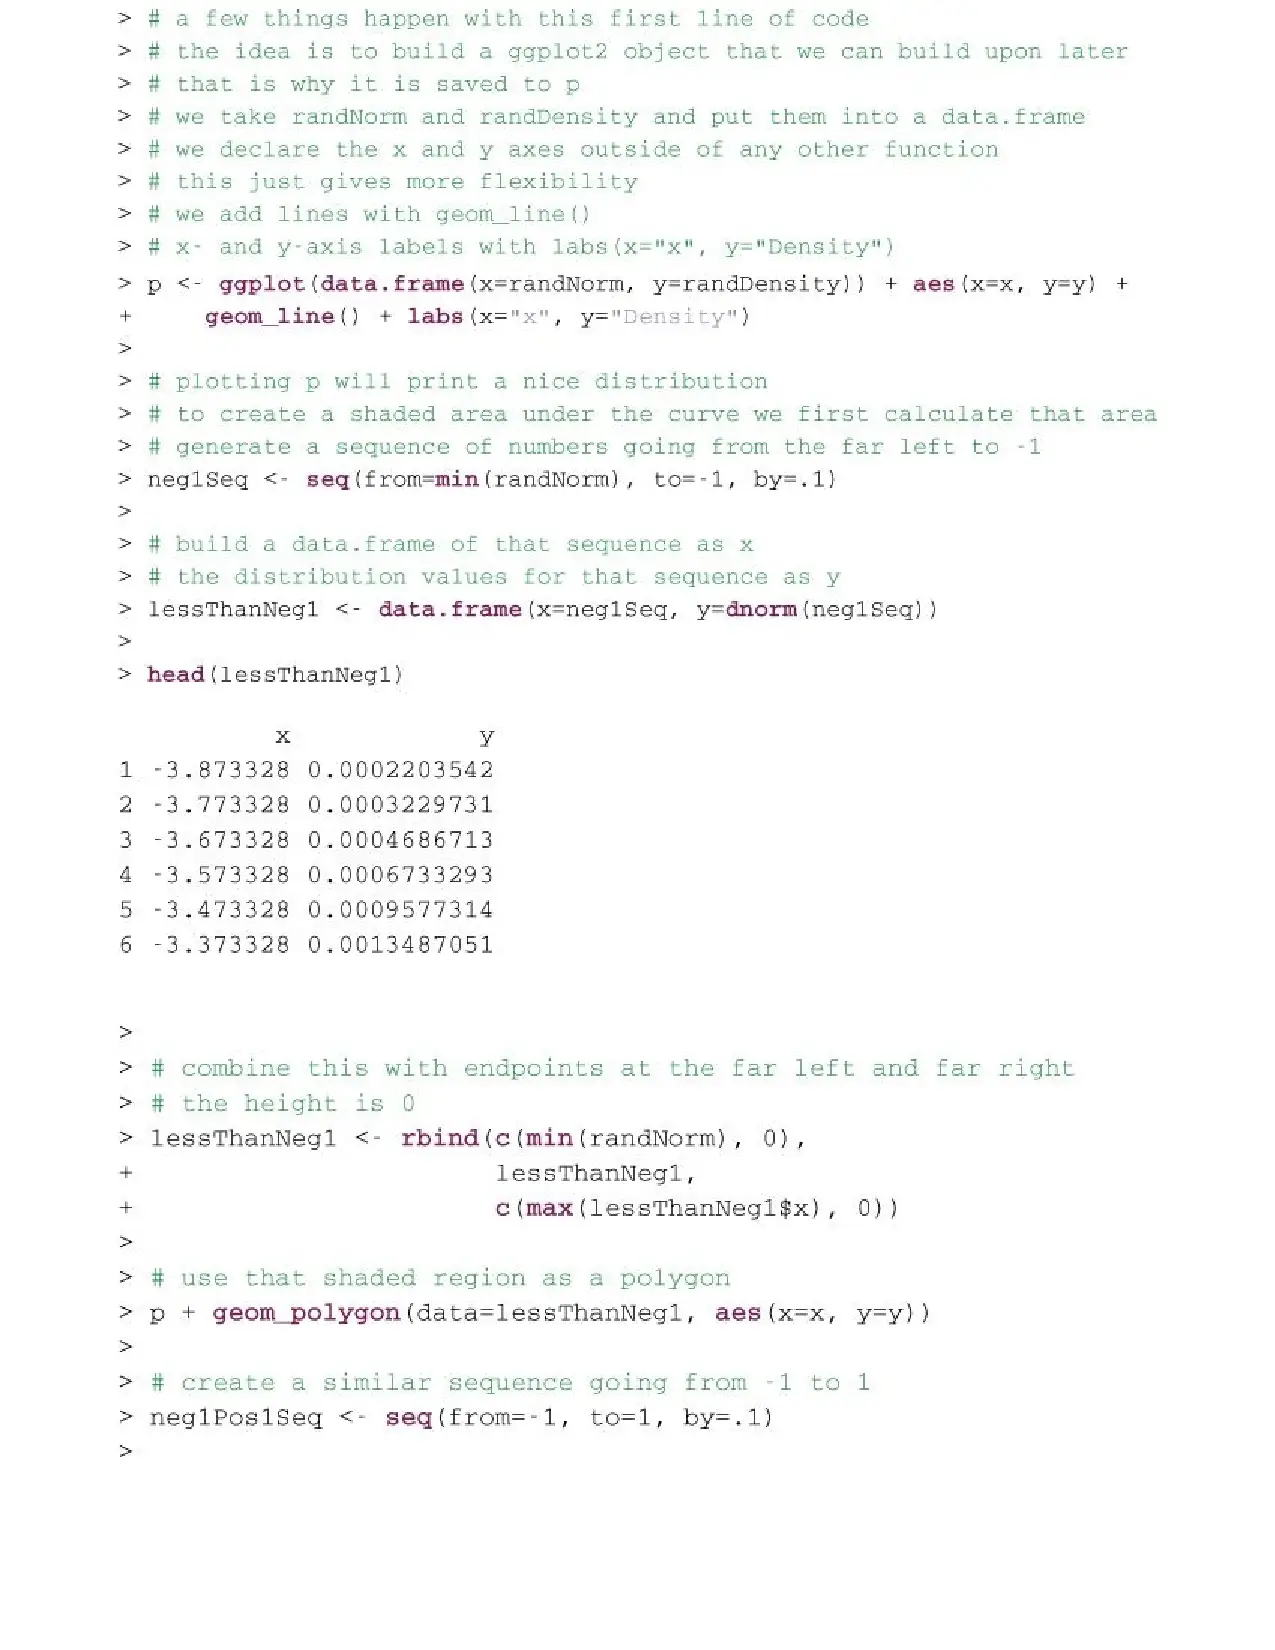 > # a few things happen with this first line of code
> # the idea is to build a ggplot2 object that we can build upon later
> # that is why it is saved to p
> # we take randNorm and randDensity and put them into a data.frame
> # we declare the x and y axes outside of any other function
> # this just gives more flexibility
> # we add lines with geom_line()
> # x- and y-axis labels with labs(x="x", y="Density")
> p <- ggplot(data.frame(x=randNorm, y=randDensity)) + aes(x=x, y=y) +
+     geom_line() + labs(x="x", y="Density")
>
> # plotting p will print a nice distribution
> # to create a shaded area under the curve we first calculate that area
> # generate a sequence of numbers going from the far left to -1
> neg1Seq <- seq(from=min(randNorm), to=-1, by=.1)
>
> # build a data.frame of that sequence as x
> # the distribution values for that sequence as y
> lessThanNeg1 <- data.frame(x=neg1Seq, y=dnorm(neg1Seq))
>
> head(lessThanNeg1)
x y
1 -3.873328 0.0002203542
2 -3.773328 0.0003229731
3 -3.673328 0.0004686713
4 -3.573328 0.0006733293
5 -3.473328 0.0009577314
6 -3.373328 0.0013487051
>
> # combine this with endpoints at the far left and far right
> # the height is 0
> lessThanNeg1 <- rbind(c(min(randNorm), 0),
+                       lessThanNeg1,
+                       c(max(lessThanNeg1$x), 0))
>
> # use that shaded region as a polygon
> p + geom_polygon(data=lessThanNeg1, aes(x=x, y=y))
>
> # create a similar sequence going from -1 to 1
> neg1Pos1Seq <- seq(from=-1, to=1, by=.1)
>